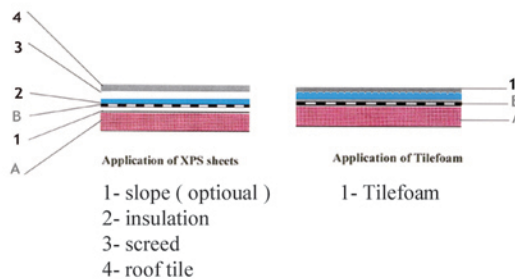 4
3
2
B
1
A
Application of XPS sheets
1- slope ( optioual )
2- insulation
3- screed
4- roof tile
1
B
A
Application of Tilefoam
1- Tilefoam